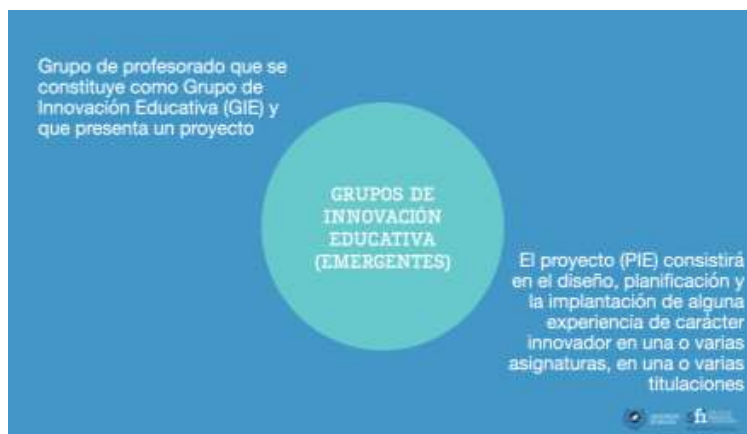 Grupo de profesorado que se
constituye como Grupo de
Innovación Educativa (GIE) y
que presenta un proyecto
GRUPOS DE
INNOVACIÓN
EDUCATIVA
(EMERGENTES)
El proyecto (PIE) consistirá
en el diseño, planificación y
la implantación de alguna
experiencia de carácter
innovador en una o varias
asignaturas, en una o varias
titulaciones